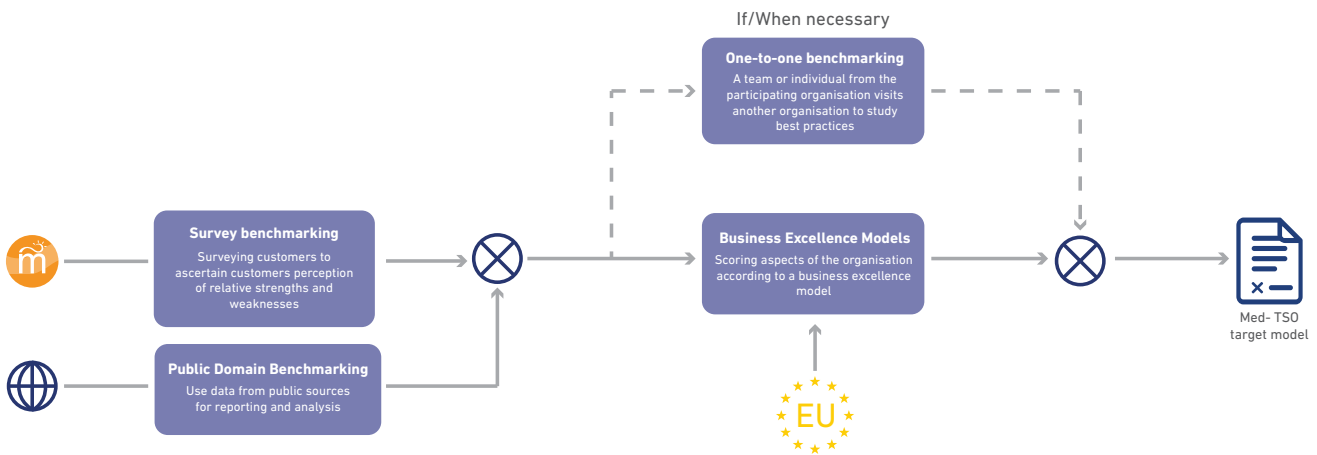 If/When necessary
One-to-one benchmarking
A team or individual from the
participating organisation visits
another organisation to study
best practices
Survey benchmarking
Surveying customers to
ascertain customers perception
of relative strengths and
weaknesses
m
Business Excellence Models
Scoring aspects of the organisation
according to a business excellence
model
Med- TSO
target model
Public Domain Benchmarking
Use data from public sources
for reporting and analysis
EU